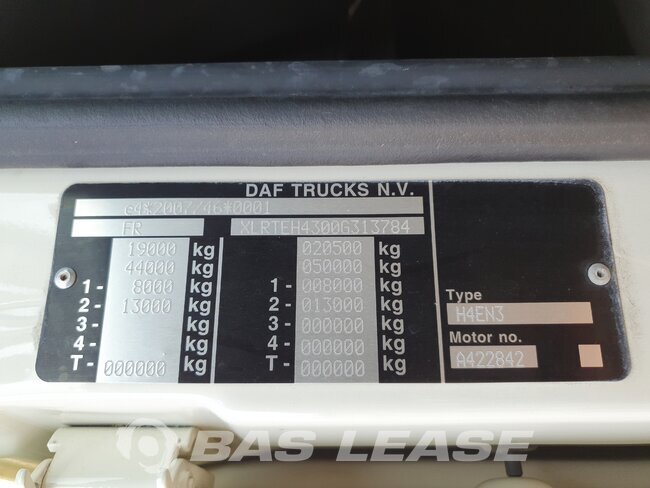 DAF TRUCKS N.V.
e4*2007/46*0001
FR XLRTEH4300G313784
19000 kg 020500 kg
44000 kg 050000 kg
1- 8000 kg 1- 008000 kg
2- 13000 kg 2- 013000 kg
3- kg 3- 000000 kg
4- kg 4- 000000 kg
T- 000000 kg T- 000000 kg
Type
H4EN3
Motor no.
A422842
BAS LEASE